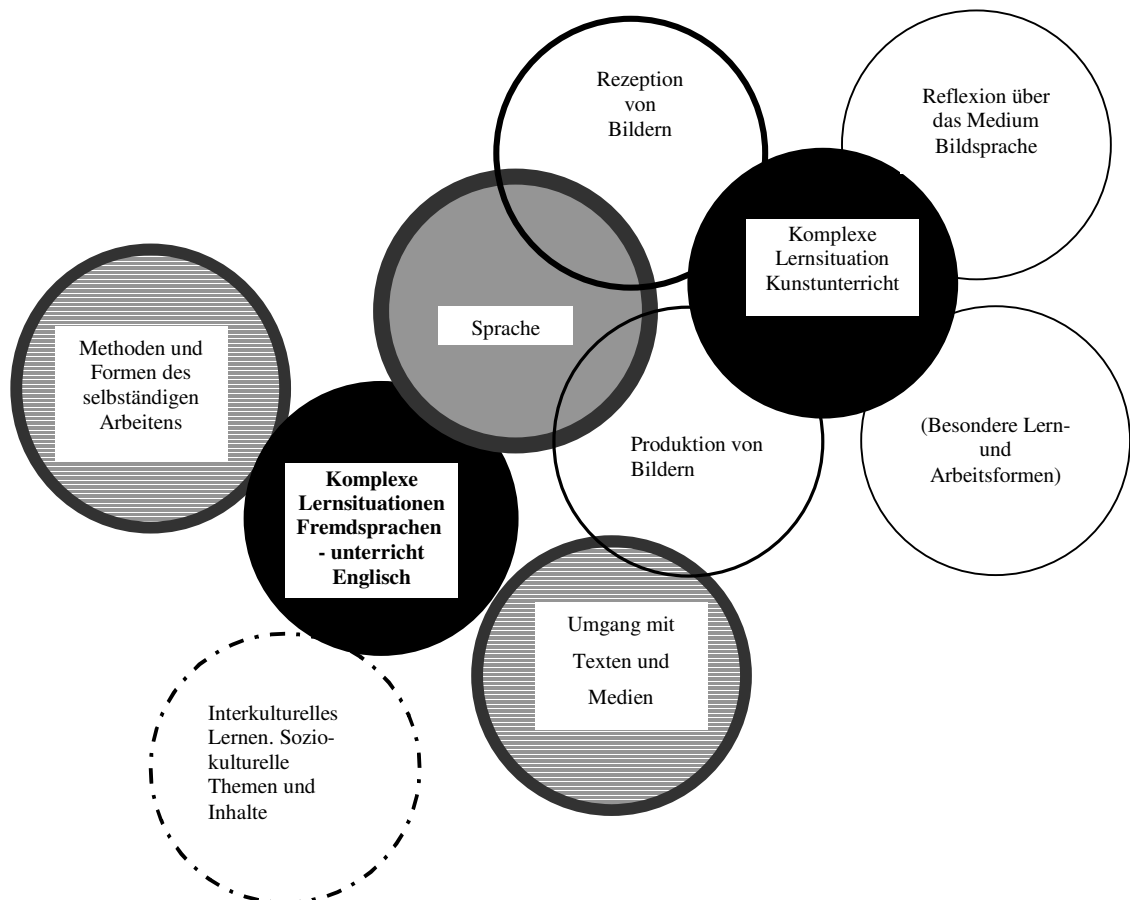 Rezeption
von
Bildern
Reflexion über
das Medium
Bildsprache
Komplexe
Lernsituation
Kunstunterricht
Sprache
Methoden und
Formen des
selbständigen
Arbeitens
(Besondere Lern-
und
Arbeitsformen)
Produktion von
Bildern
Komplexe
Lernsituationen
Fremdsprachen
- unterricht
Englisch
Umgang mit
Texten und
Medien
Interkulturelles
Lernen. Sozio-
kulturelle
Themen und
Inhalte